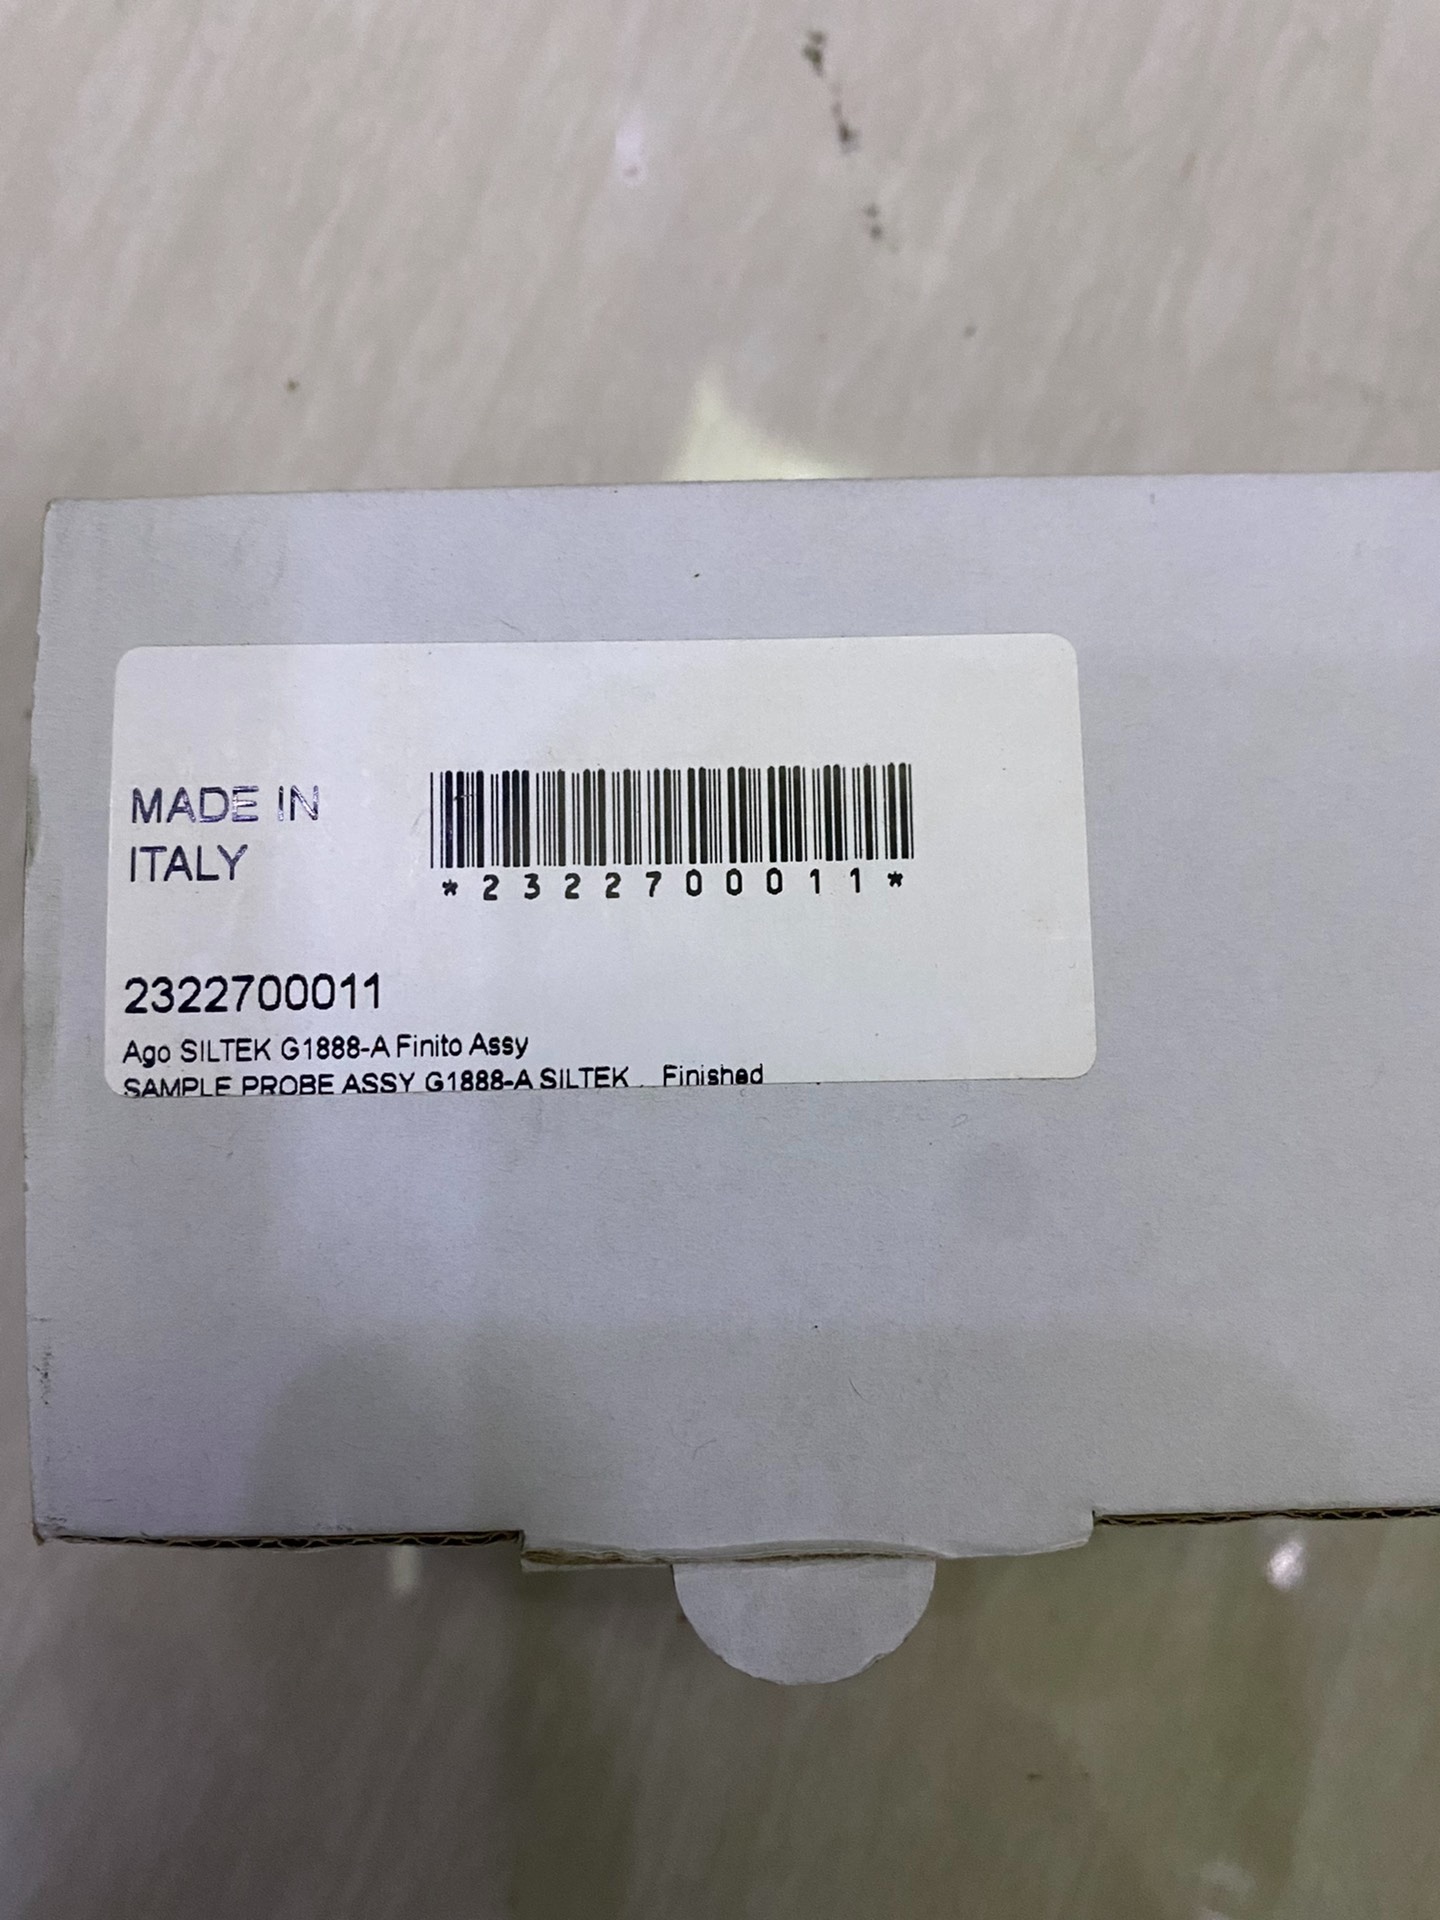 MADE IN
ITALY
*2322700011*
2322700011
Ago SILTEK G1888-A Finito Assy
SAMPLE PROBE ASSY G1888-A SILTEK . Finished